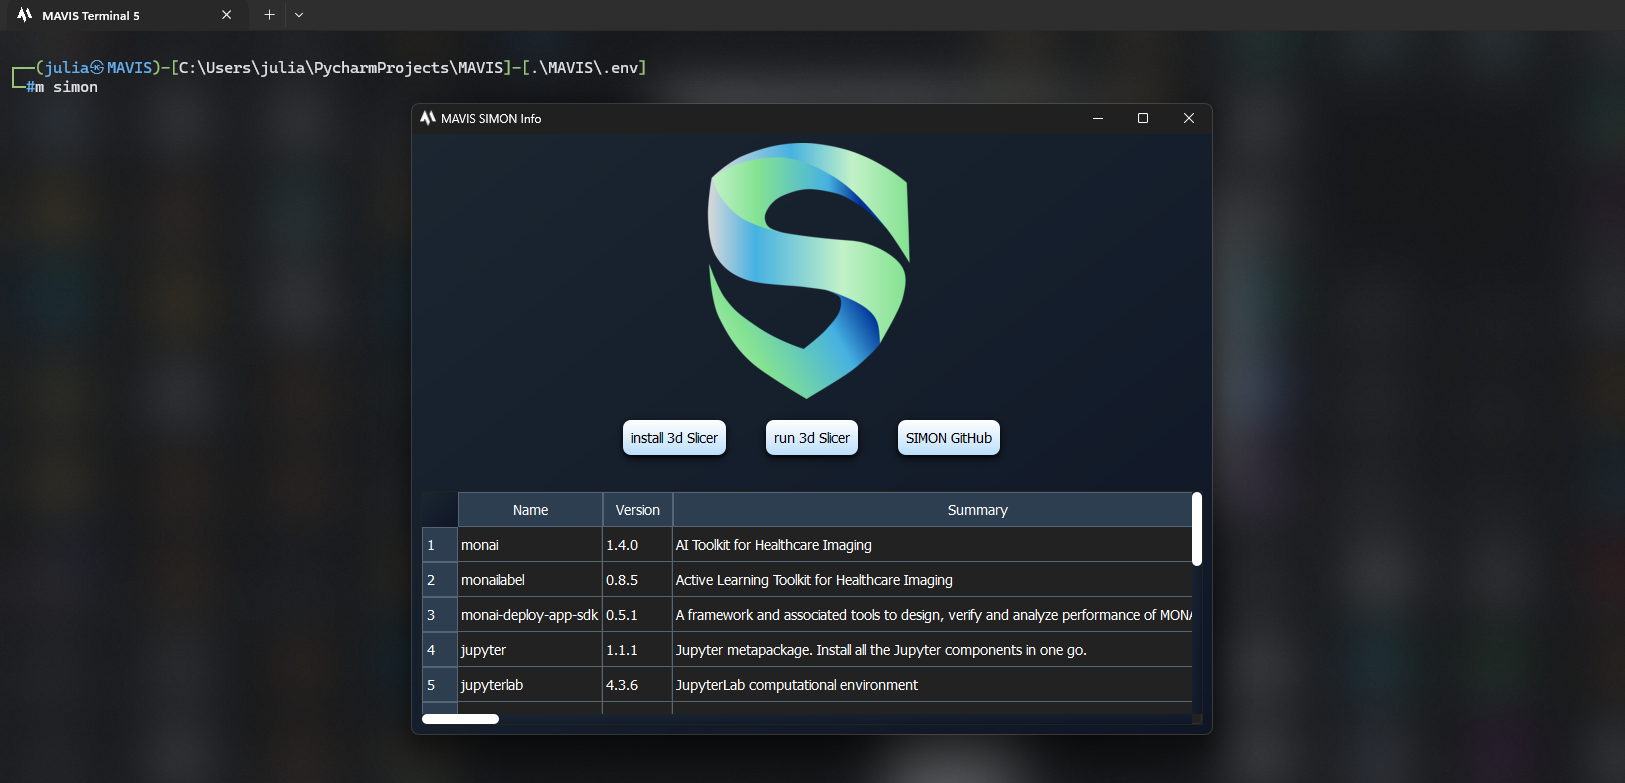 MAVIS Terminal 5
┌──(julia㉿MAVIS)-[C:\Users\julia\PycharmProjects\MAVIS]-[.\MAVIS\.env]
└─#m simon
MAVIS SIMON Info
install 3d Slicer run 3d Slicer SIMON GitHub
Name Version Summary
1 monai 1.4.0 AI Toolkit for Healthcare Imaging
2 monailabel 0.8.5 Active Learning Toolkit for Healthcare Imaging
3 monai-deploy-app-sdk 0.5.1 A framework and associated tools to design, verify and analyze performance of MONA
4 jupyter 1.1.1 Jupyter metapackage. Install all the Jupyter components in one go.
5 jupyterlab 4.3.6 JupyterLab computational environment